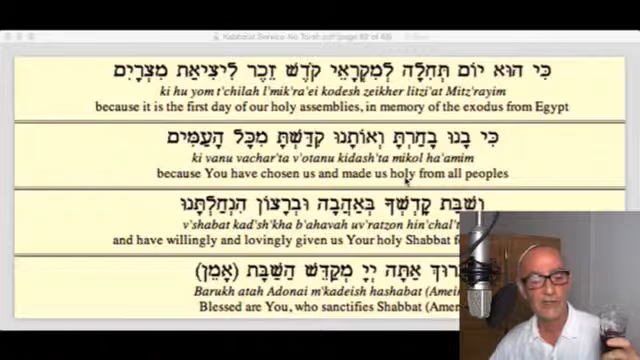 Kabbalat Service No Torah.pdf (page 62 of 63)
כִּי הוּא יוֹם תְּחִלָּה לְמִקְרָאֵי קֹדֶשׁ זֵכֶר לִיצִיאַת מִצְרָיִם
ki hu yom t'chilah l'mik'ra'ei kodesh zeikher litzi'at Mitz'rayim
because it is the first day of our holy assemblies, in memory of the exodus from Egypt
כִּי בָנוּ בָחַרְתָּ וְאוֹתָנוּ קִדַּשְׁתָּ מִכָּל הָעַמִּים
ki vanu vachar'ta v'otanu kidash'ta mikol ha'amim
because You have chosen us and made us holy from all peoples
וְשַׁבַּת קָדְשְׁךָ בְּאַהֲבָה וּבְרָצוֹן הִנְחַלְתָּנוּ
v'shabat kad'sh'kha b'ahavah uv'ratzon hin'chal't
and have willingly and lovingly given us Your holy Shabbat
אַתָּה יְיָ מְקַדֵּשׁ הַשַּׁבָּת (אָמֵן)
Barukh atah Adonai m'kadeish hashabat (Amei
Blessed are You, who sanctifies Shabbat (Amen